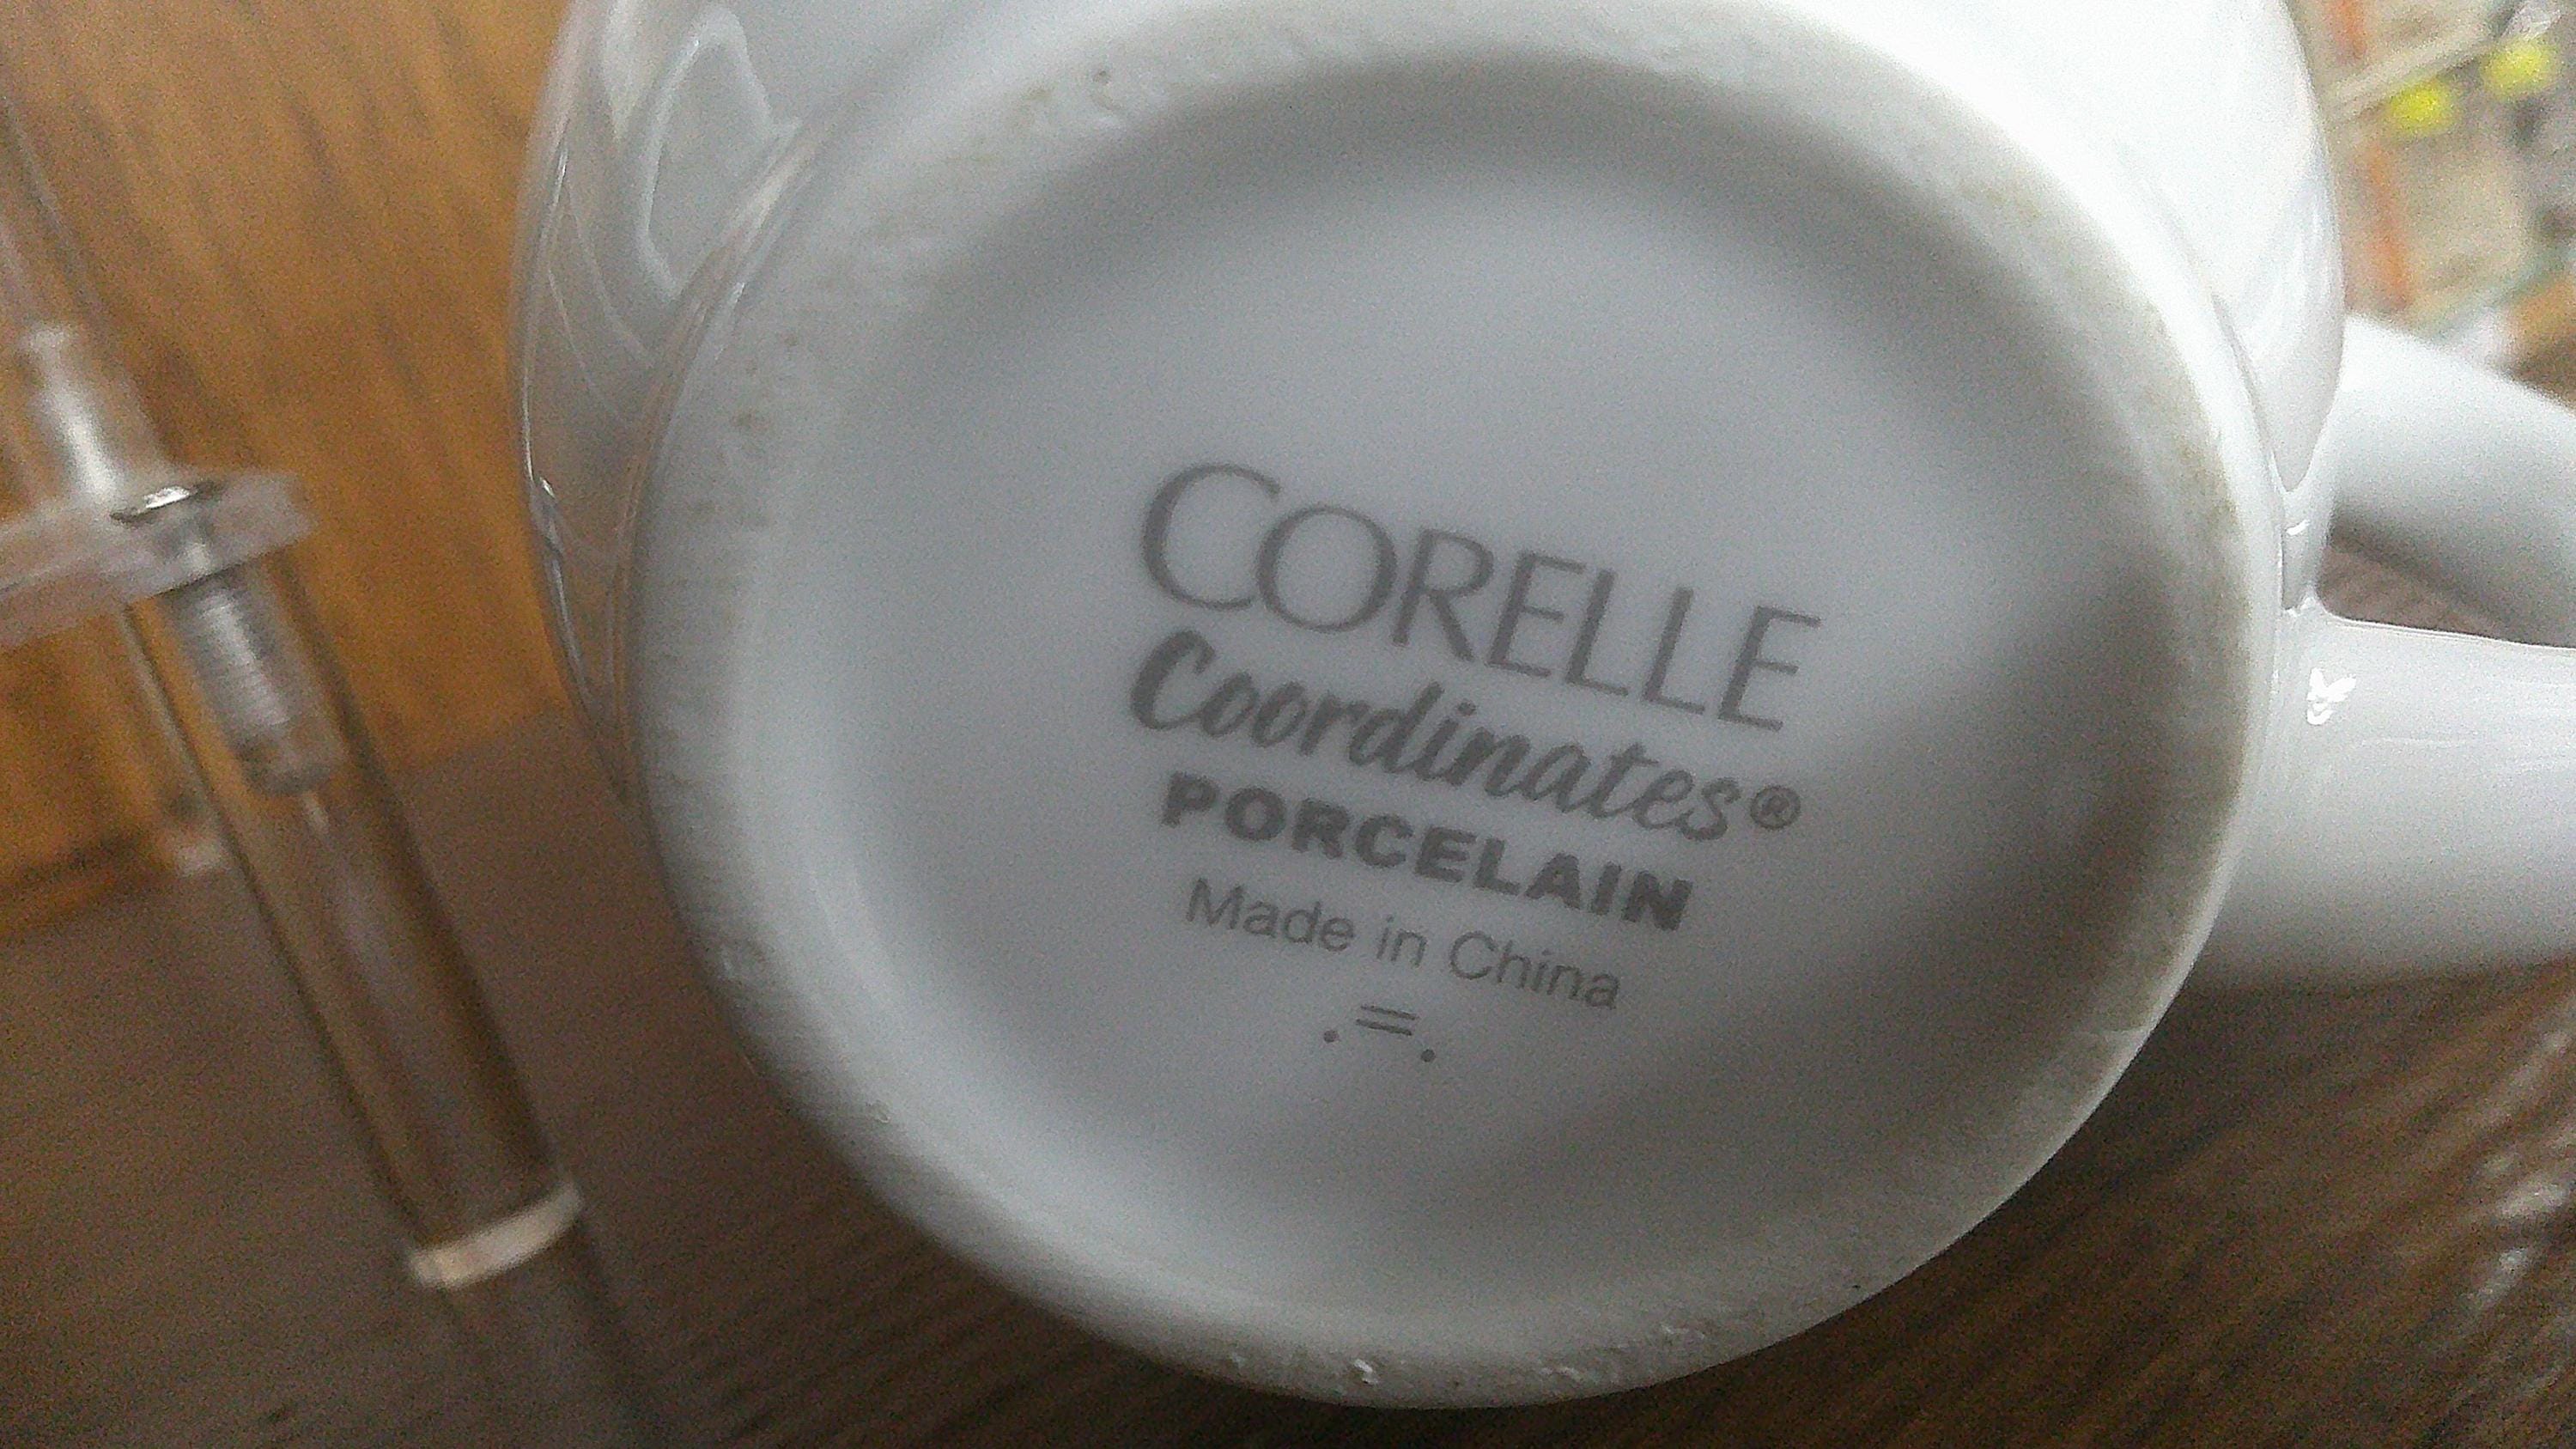 CORELLE
Coordinates®
PORCELAIN
Made in China
.=.